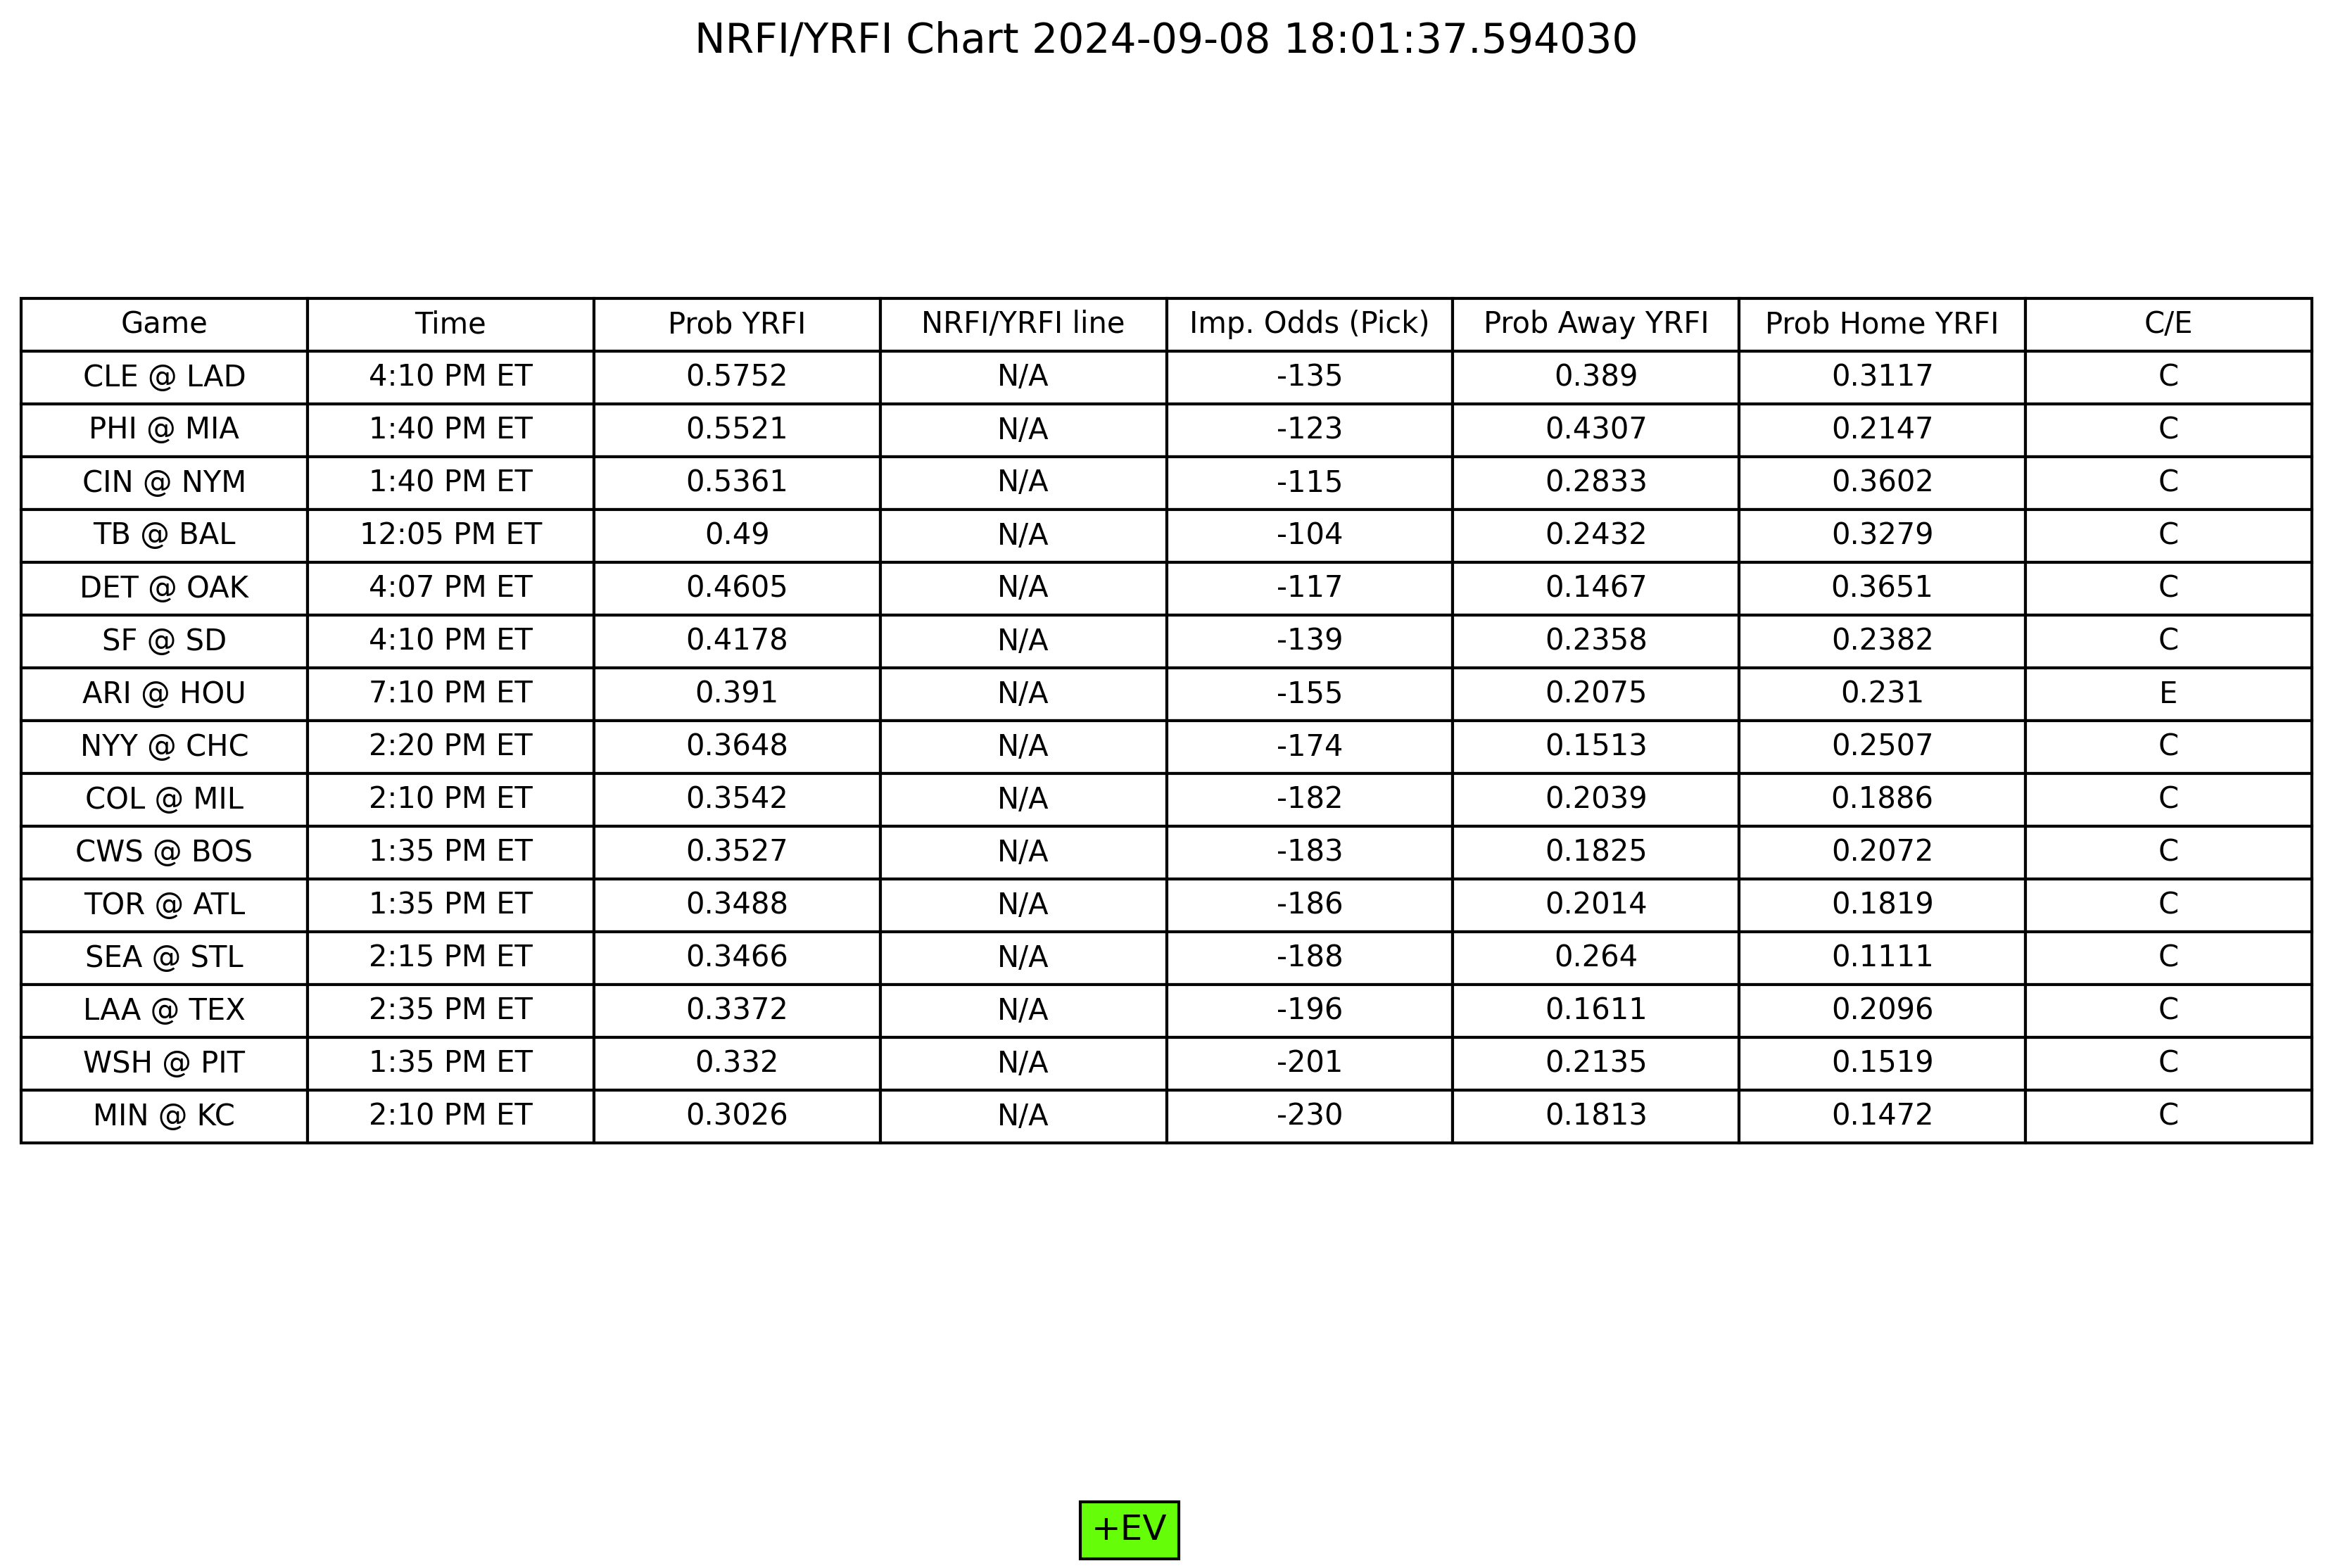 NRFI/YRFI Chart 2024-09-08 18:01:37.594030
Game Time Prob YRFI NRFI/YRFI line Imp. Odds (Pick) Prob Away YRFI Prob Home YRFI C/E
CLE @ LAD 4:10 PM ET 0.5752 N/A -135 0.389 0.3117 C
PHI @ MIA 1:40 PM ET 0.5521 N/A -123 0.4307 0.2147 C
CIN @ NYM 1:40 PM ET 0.5361 N/A -115 0.2833 0.3602 C
TB @ BAL 12:05 PM ET 0.49 N/A -104 0.2432 0.3279 C
DET @ OAK 4:07 PM ET 0.4605 N/A -117 0.1467 0.3651 C
SF @ SD 4:10 PM ET 0.4178 N/A -139 0.2358 0.2382 C
ARI @ HOU 7:10 PM ET 0.391 N/A -155 0.2075 0.231 E
NYY @ CHC 2:20 PM ET 0.3648 N/A -174 0.1513 0.2507 C
COL @ MIL 2:10 PM ET 0.3542 N/A -182 0.2039 0.1886 C
CWS @ BOS 1:35 PM ET 0.3527 N/A -183 0.1825 0.2072 C
TOR @ ATL 1:35 PM ET 0.3488 N/A -186 0.2014 0.1819 C
SEA @ STL 2:15 PM ET 0.3466 N/A -188 0.264 0.1111 C
LAA @ TEX 2:35 PM ET 0.3372 N/A -196 0.1611 0.2096 C
WSH @ PIT 1:35 PM ET 0.332 N/A -201 0.2135 0.1519 C
MIN @ KC 2:10 PM ET 0.3026 N/A -230 0.1813 0.1472 C
+EV